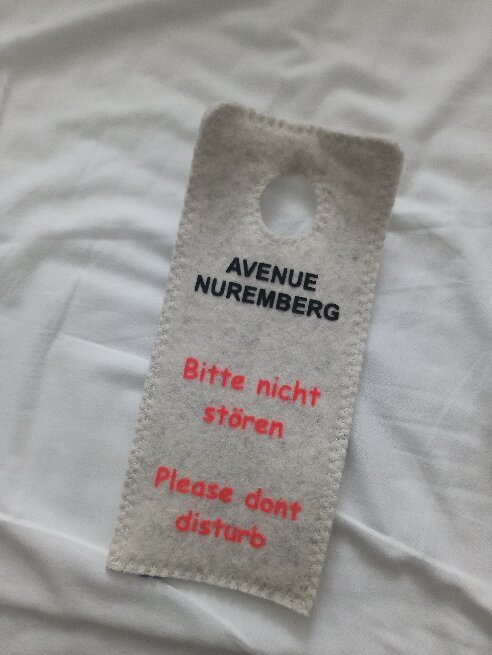 AVENUE
NUREMBERG
Bitte nicht
stören
Please dont
disturb